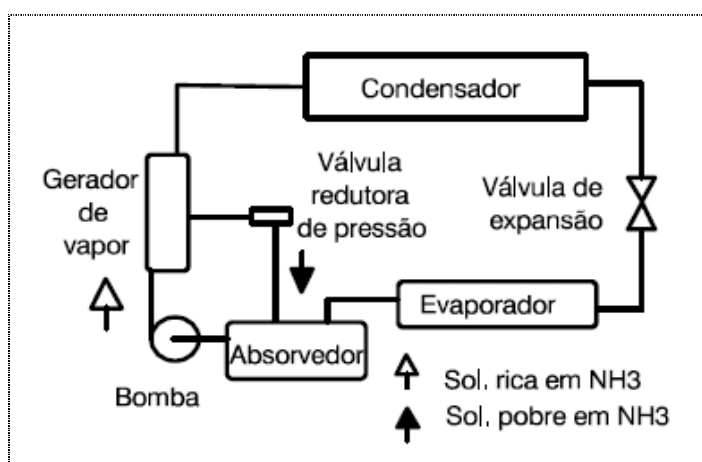 Condensador
Gerador
de
vapor
Válvula
redutora
de pressão
Válvula de
expansão
Evaporador
Absorvedor
Bomba
Sol. rica em NH3
Sol. pobre em NH3